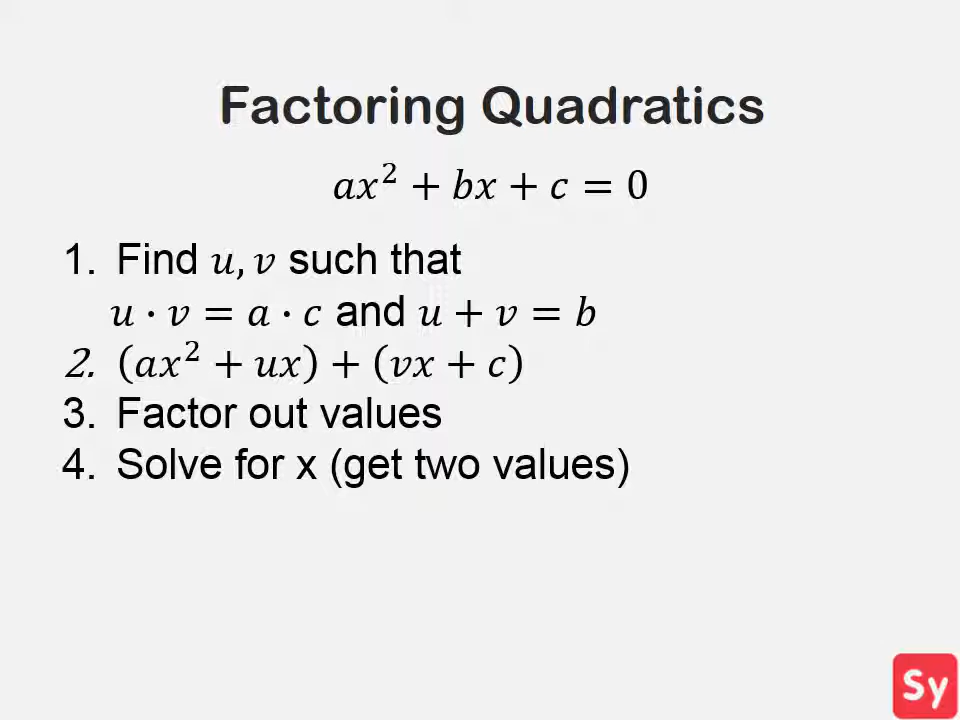 Factoring Quadratics
𝑎𝑥² + 𝑏𝑥 + 𝑐 = 0
1. Find 𝑢, 𝑣 such that
𝑢 · 𝑣 = 𝑎 · 𝑐 and 𝑢 + 𝑣 = 𝑏
2. (𝑎𝑥² + 𝑢𝑥) + (𝑣𝑥 + 𝑐)
3. Factor out values
4. Solve for x (get two values)
Sy